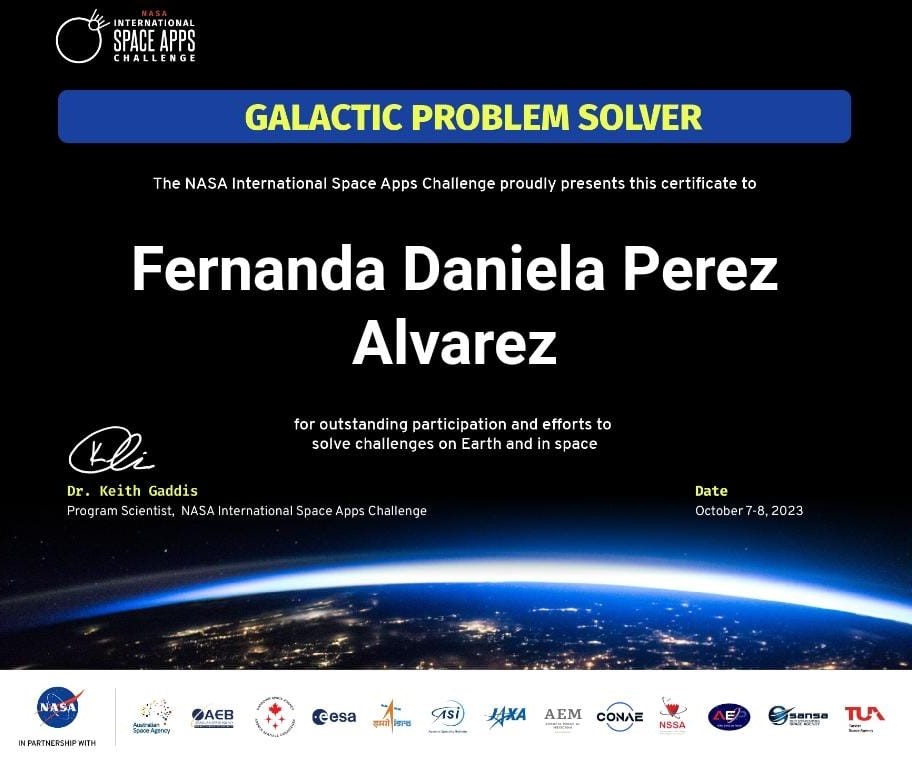 NASA
INTERNATIONAL
SPACE APPS
CHALLENGE
GALACTIC PROBLEM SOLVER
The NASA International Space Apps Challenge proudly presents this certificate to
Fernanda Daniela Perez
Alvarez
for outstanding participation and efforts to
solve challenges on Earth and in space
Dr. Keith Gaddis
Program Scientist, NASA International Space Apps Challenge
Date
October 7-8, 2023
NASA
IN PARTNERSHIP WITH
Australian
Space Agency
AEB
esa
इसरो isro
asi
JAXA
AEM
CONAE
NSSA
AEP
sansa
TUA